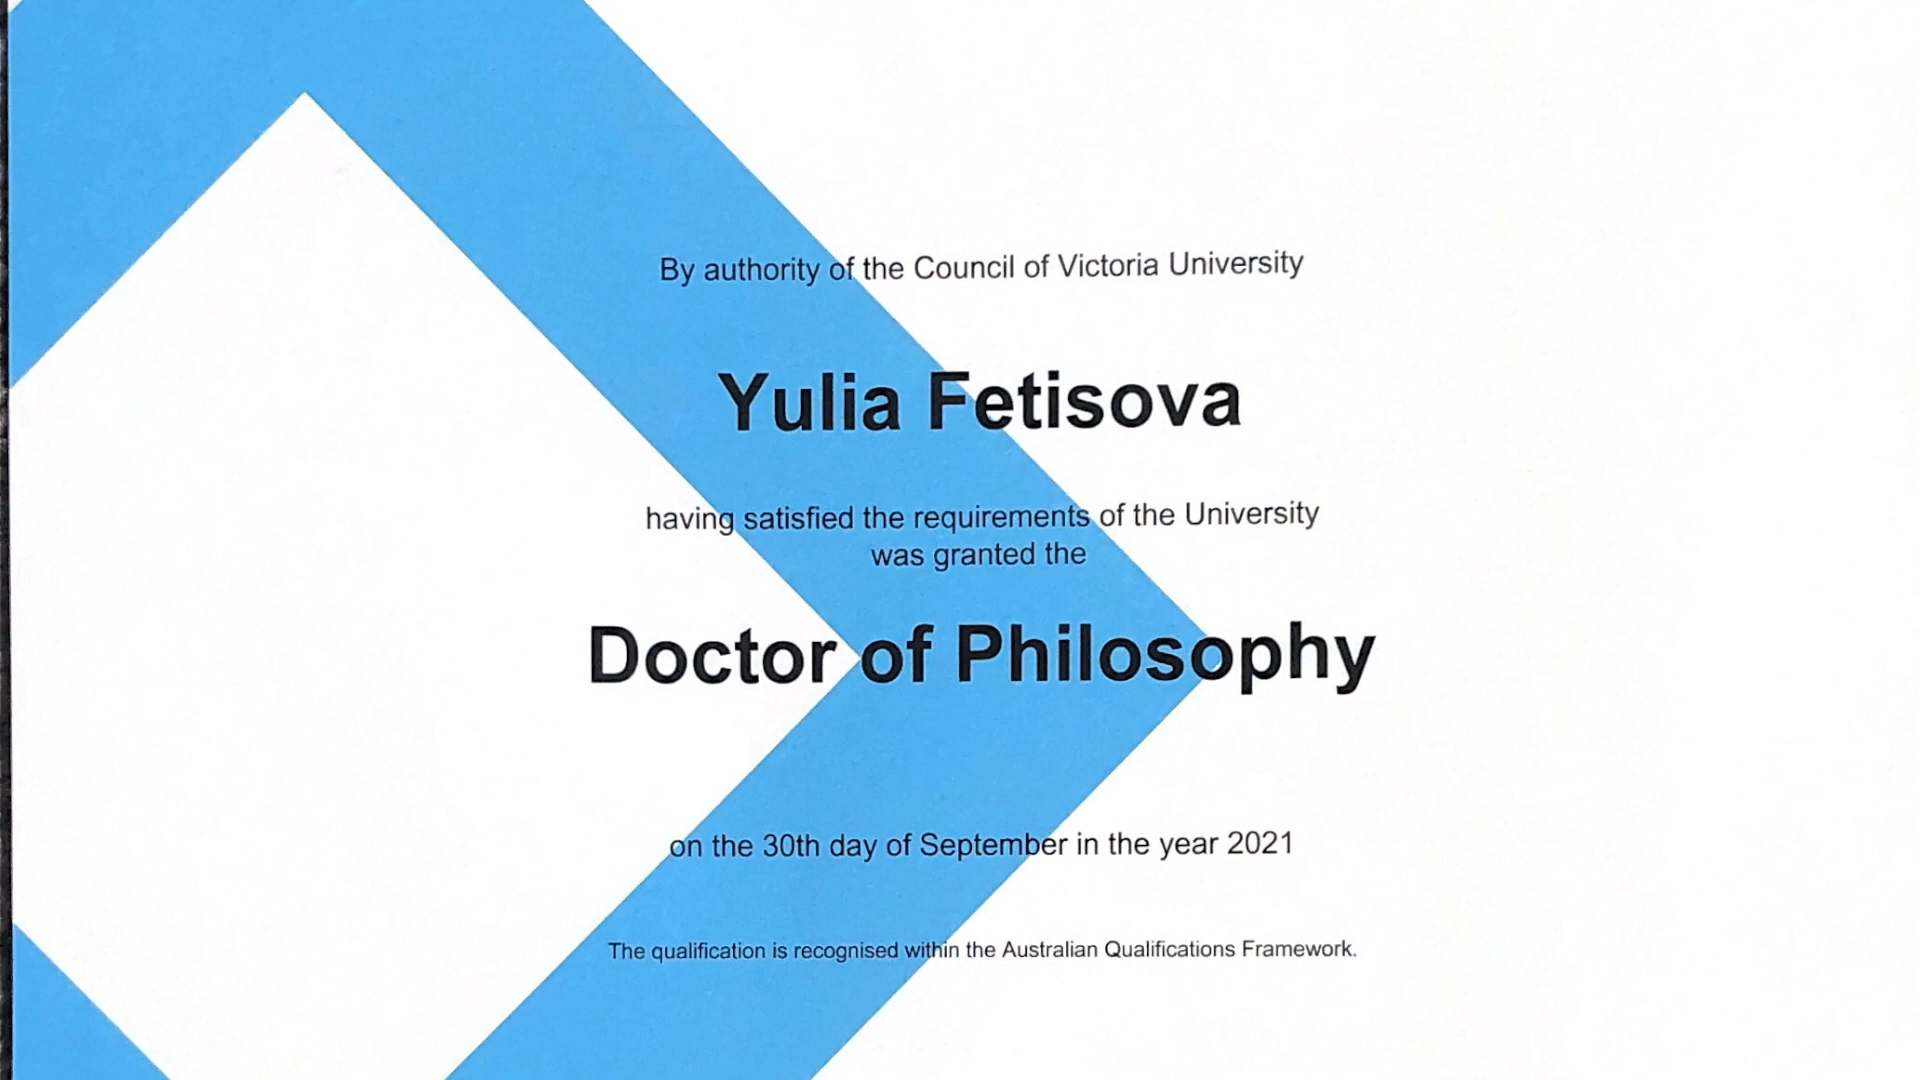 By authority of the Council of Victoria University
Yulia Fetisova
having satisfied the requirements of the University
was granted the
Doctor of Philosophy
on the 30th day of September in the year 2021
The qualification is recognised within the Australian Qualifications Framework.